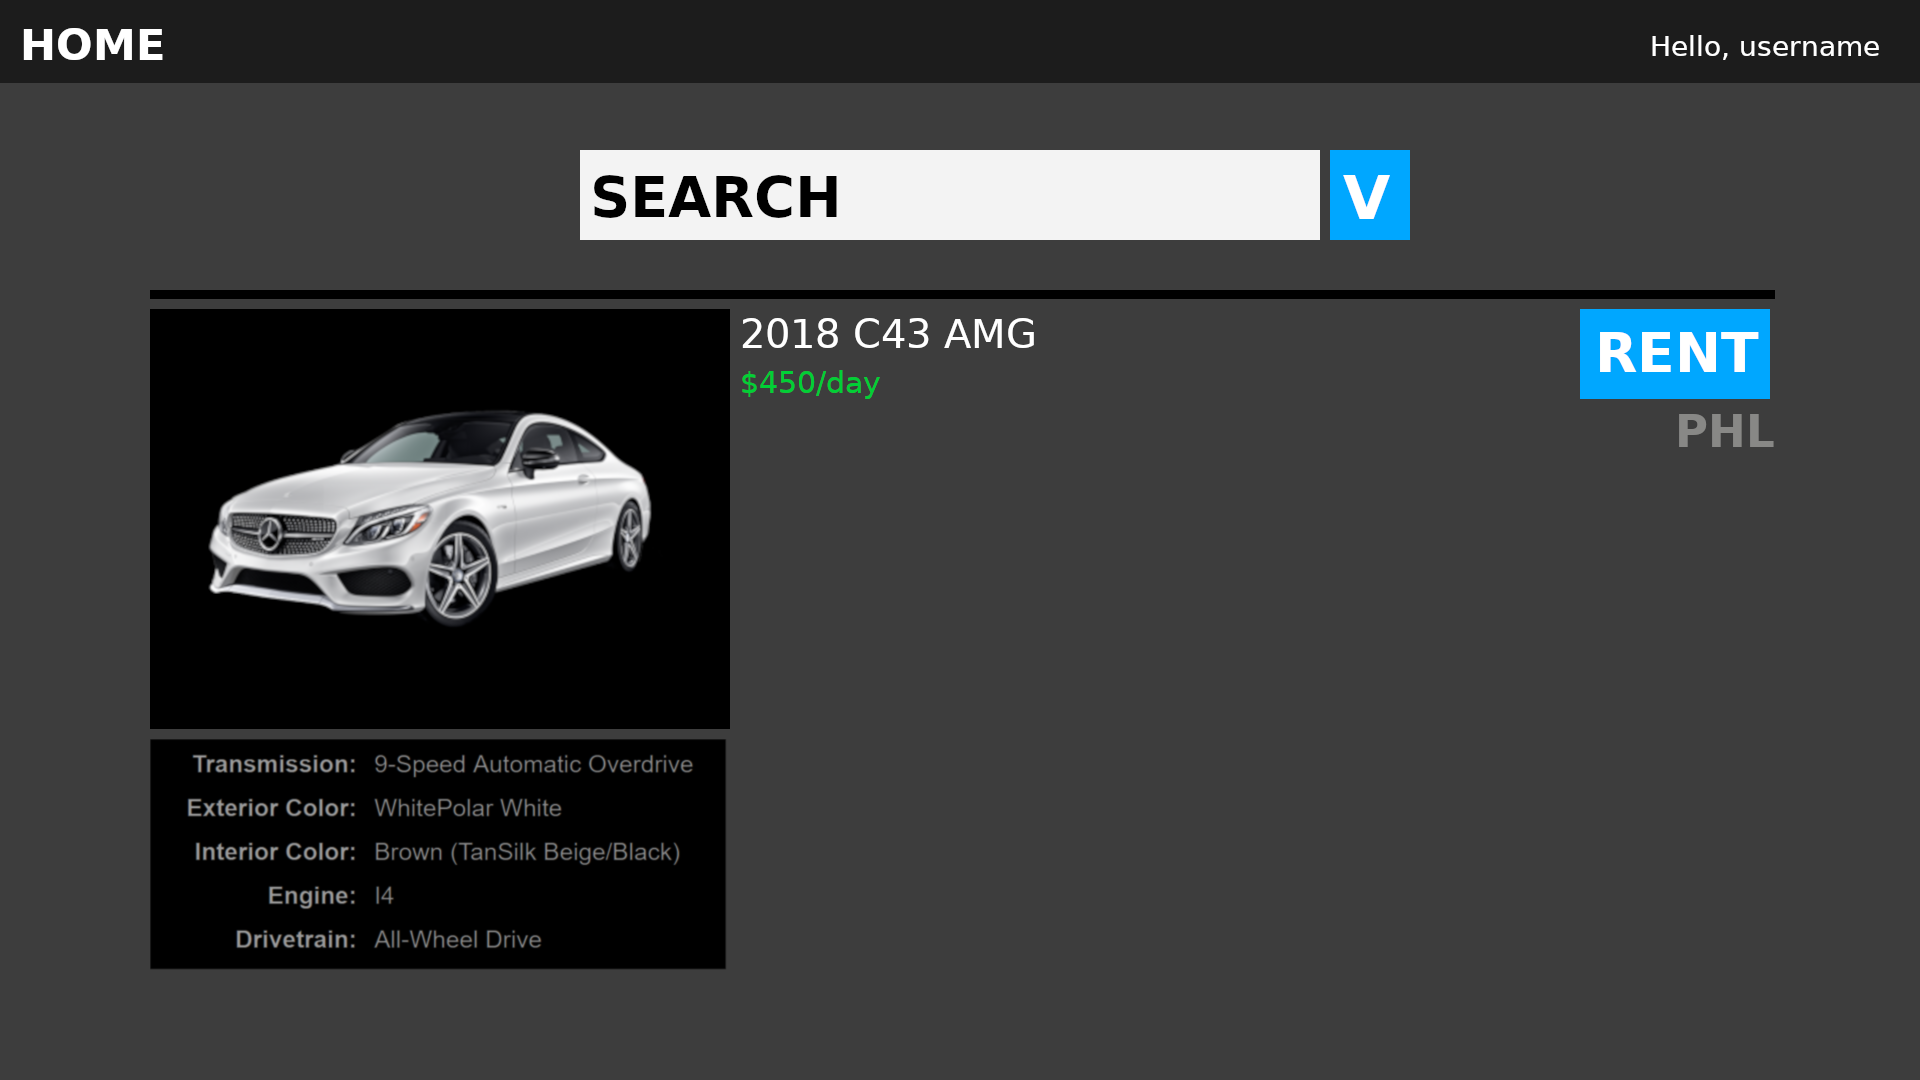 HOME
Hello, username
SEARCH
V
2018 C43 AMG
$450/day
RENT
PHL
Transmission: 9-Speed Automatic Overdrive
Exterior Color: WhitePolar White
Interior Color: Brown (TanSilk Beige/Black)
Engine: I4
Drivetrain: All-Wheel Drive